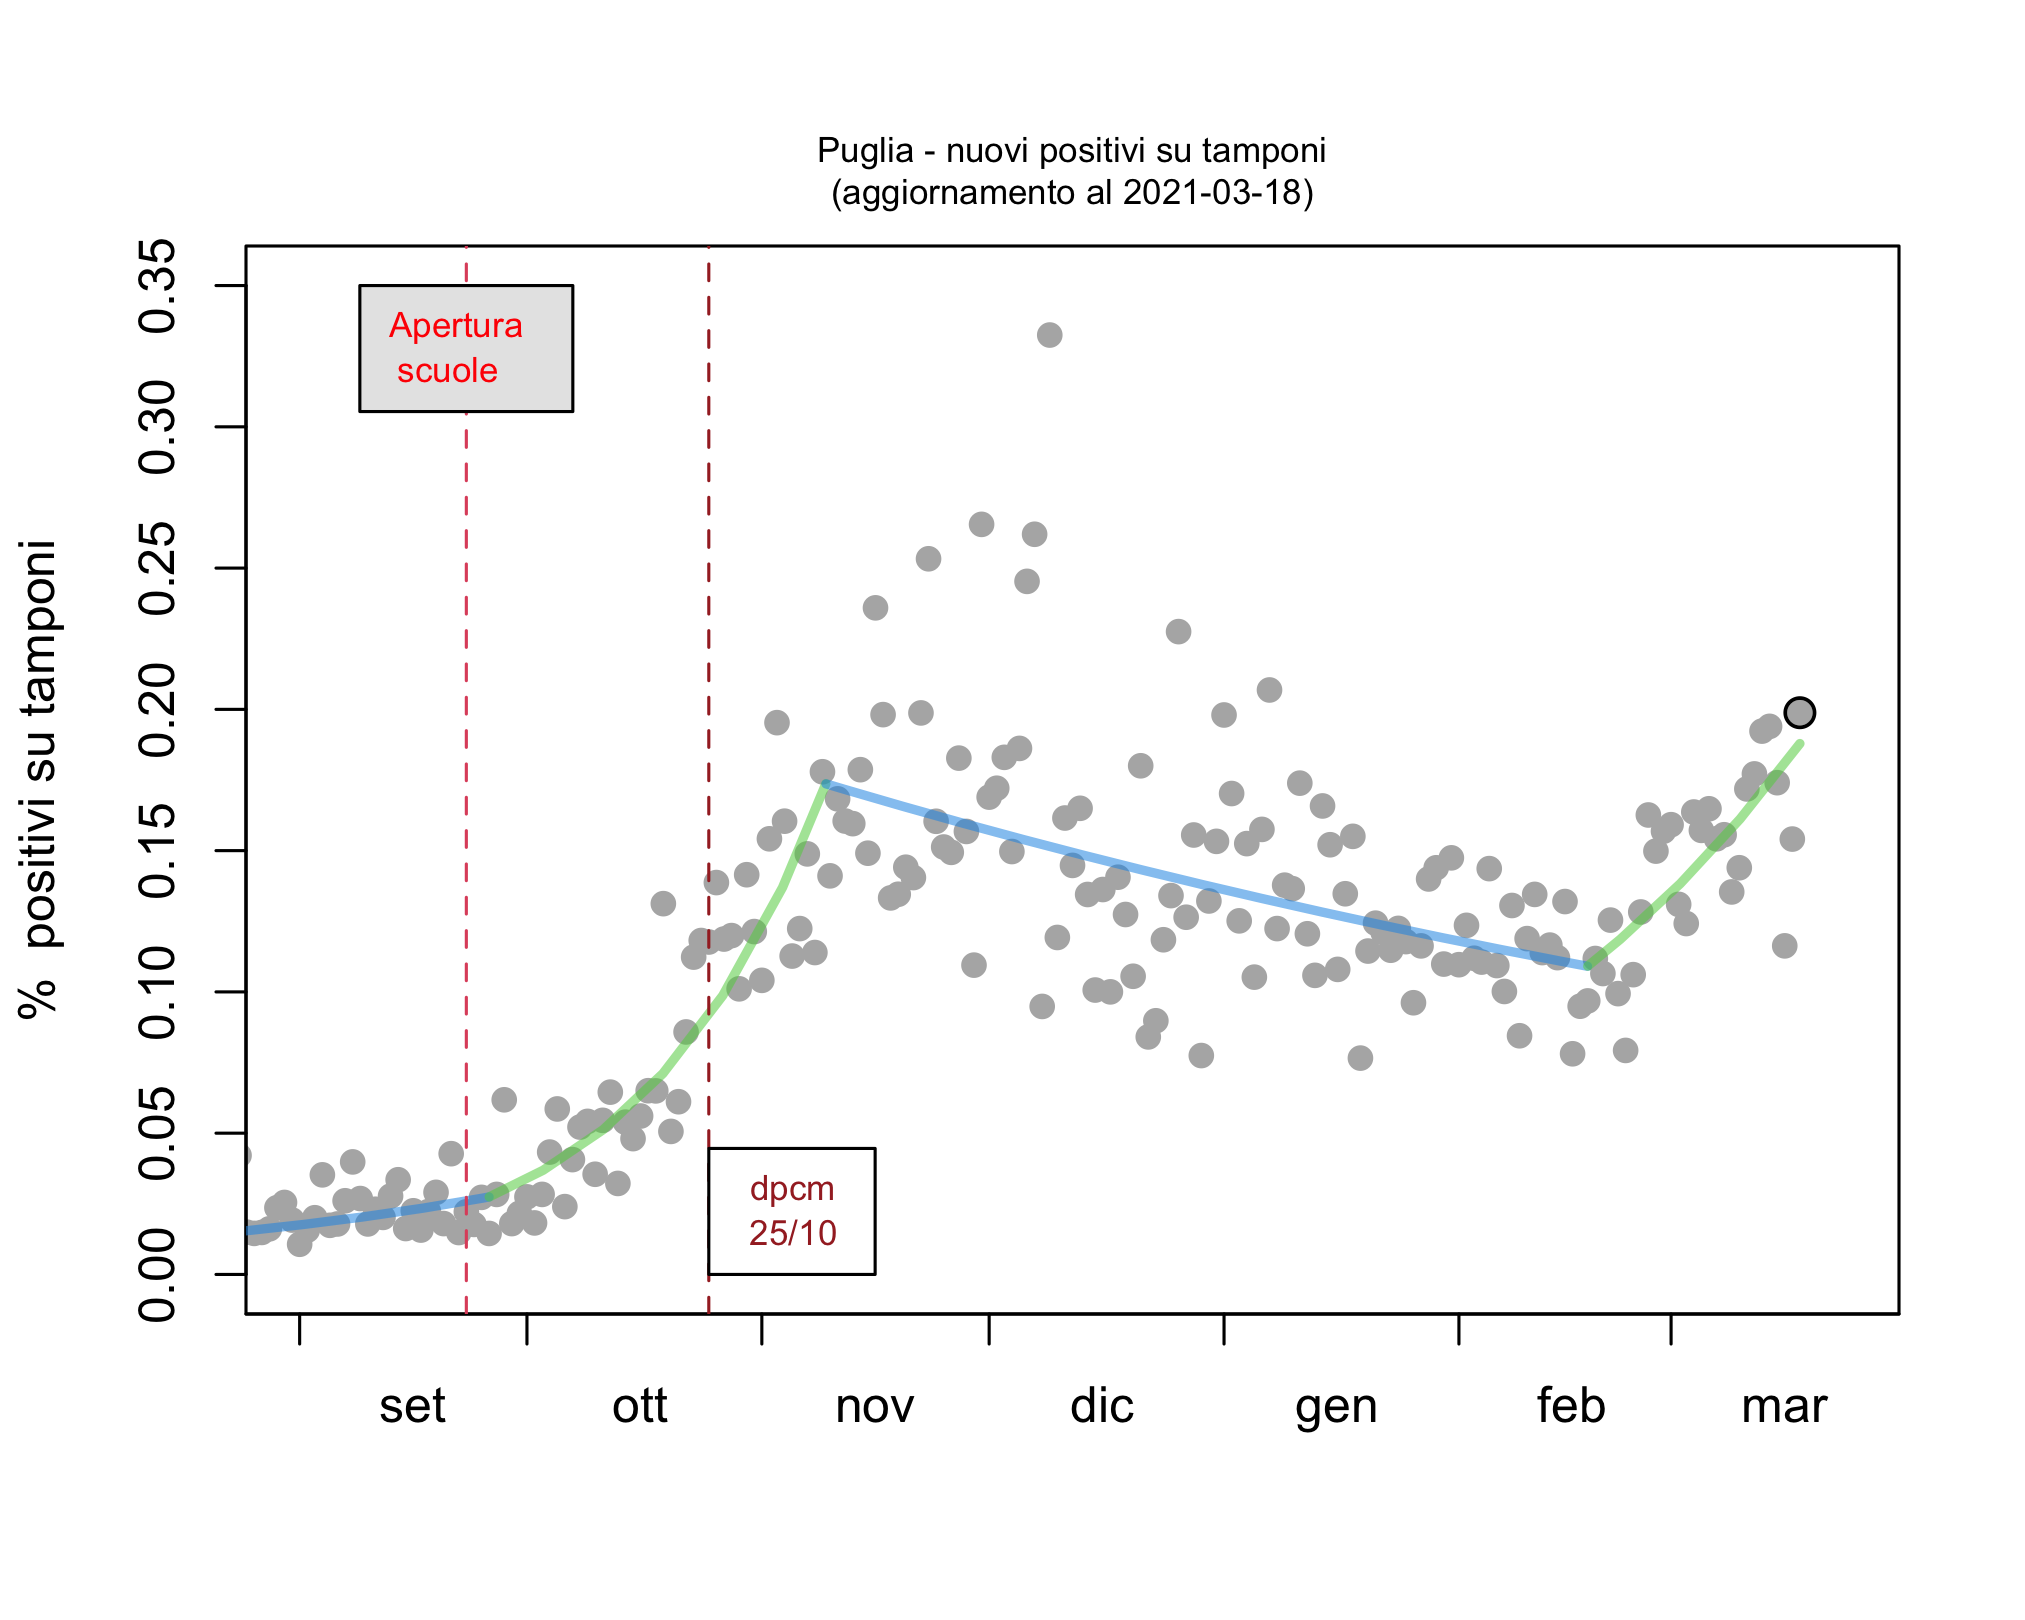 Puglia - nuovi positivi su tamponi
(aggiornamento al 2021-03-18)
% positivi su tamponi
0.35
0.30
0.25
0.20
0.15
0.10
0.05
0.00
Apertura
scuole
dpcm
25/10
set ott nov dic gen feb mar